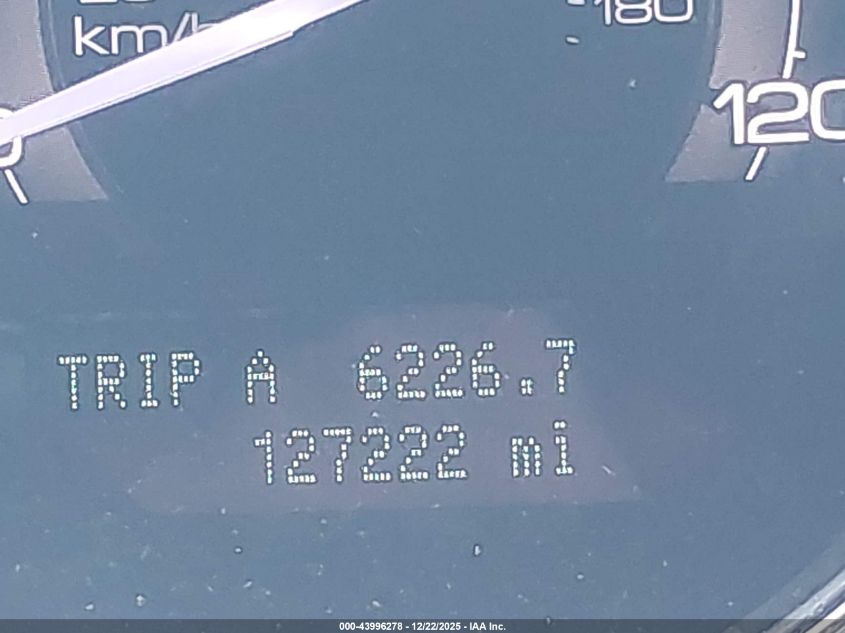 km/h
180
120
TRIP A 6226.7
127222 mi
000-43996278 - 12/22/2025 - IAA Inc.